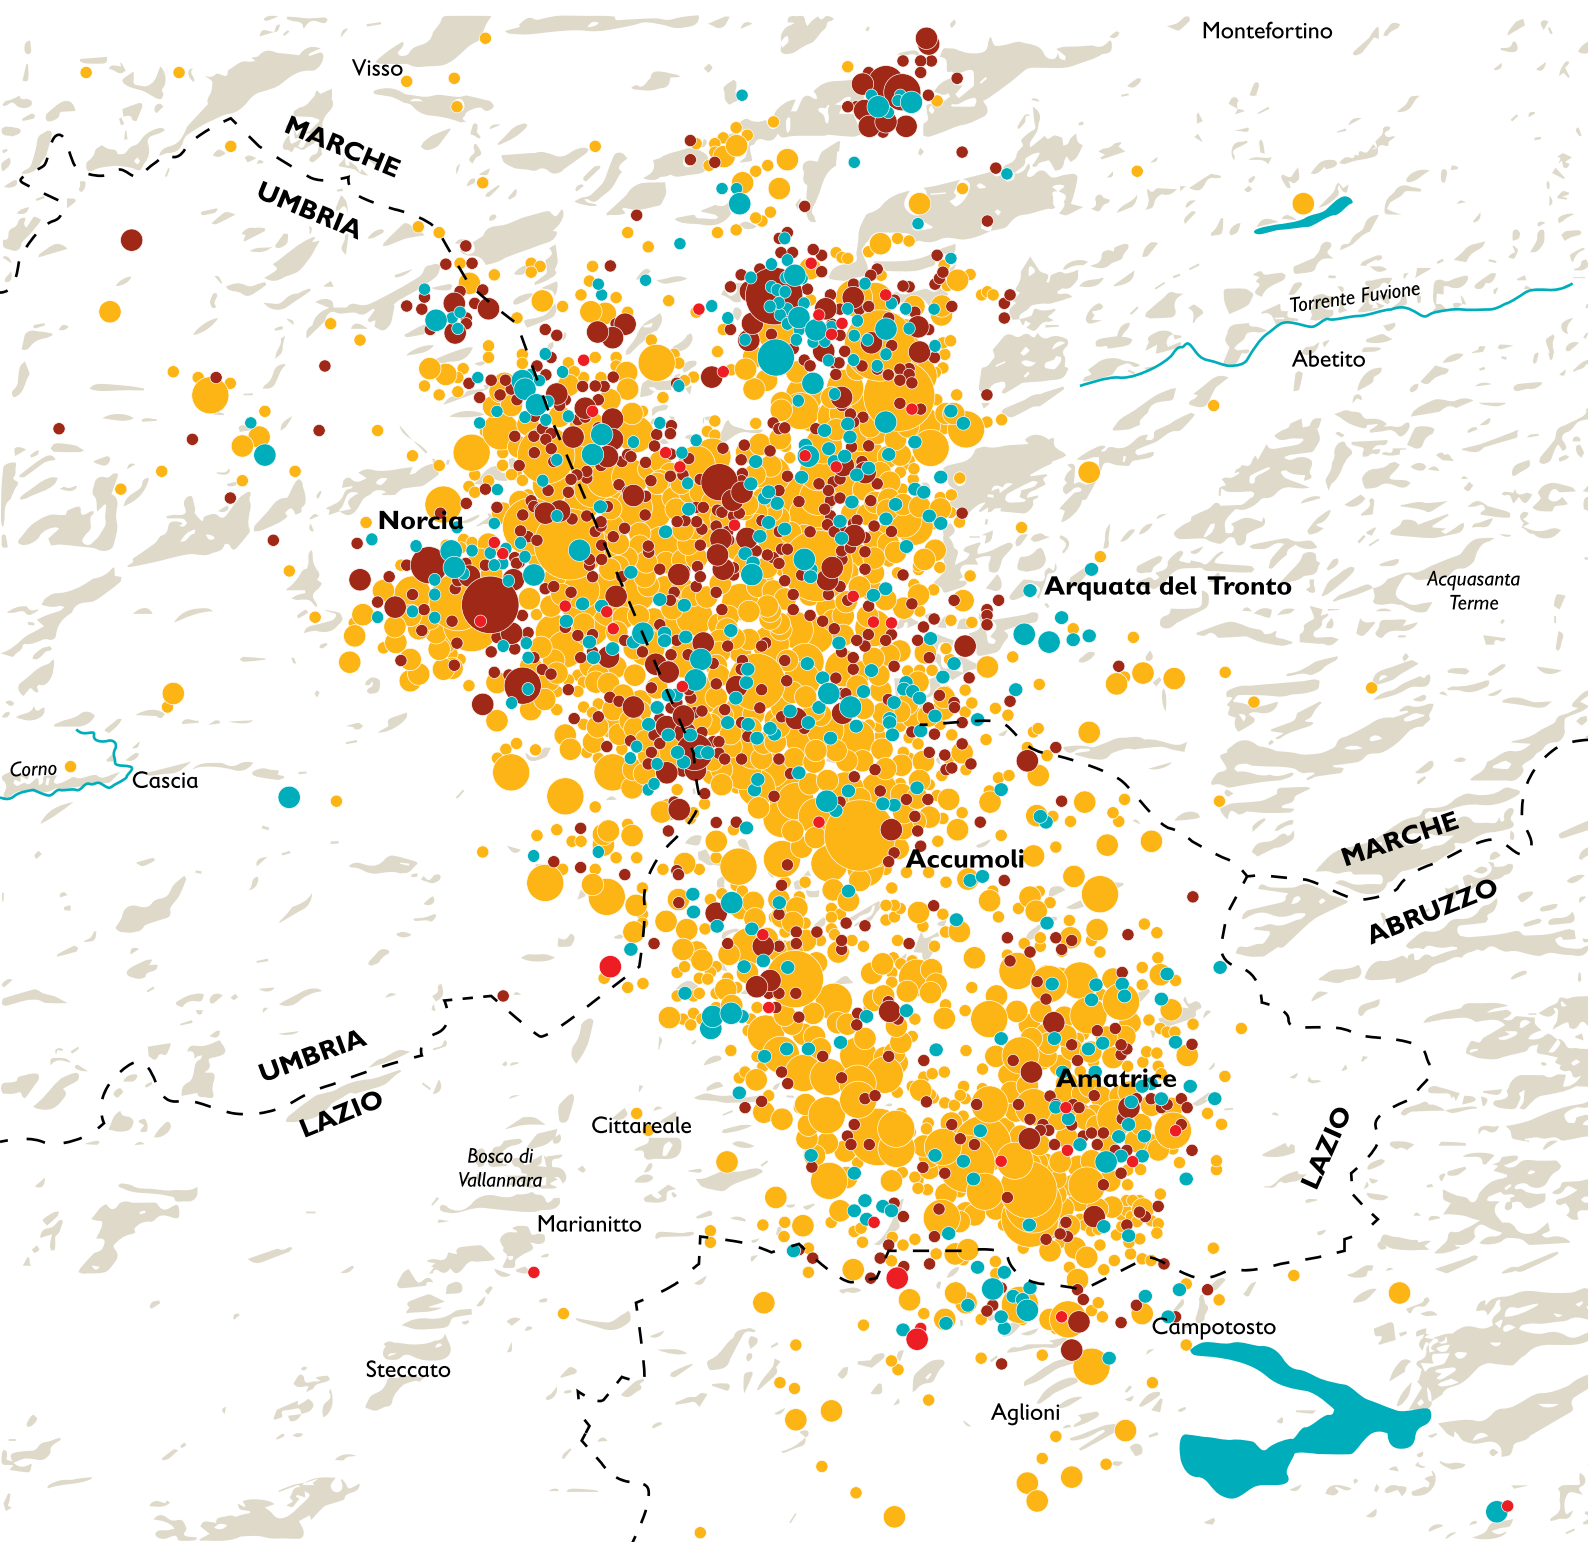 Montefortino
Visso
MARCHE
UMBRIA
Torrente Fuvione
Abetito
Norcia
Arquata del Tronto
Acquasanta
Terme
Corno
Cascia
MARCHE
Accumoli
ABRUZZO
UMBRIA
LAZIO
Amatrice
Cittareale
LAZIO
Bosco di
Vallannara
Marianitto
Campotosto
Steccato
Aglioni